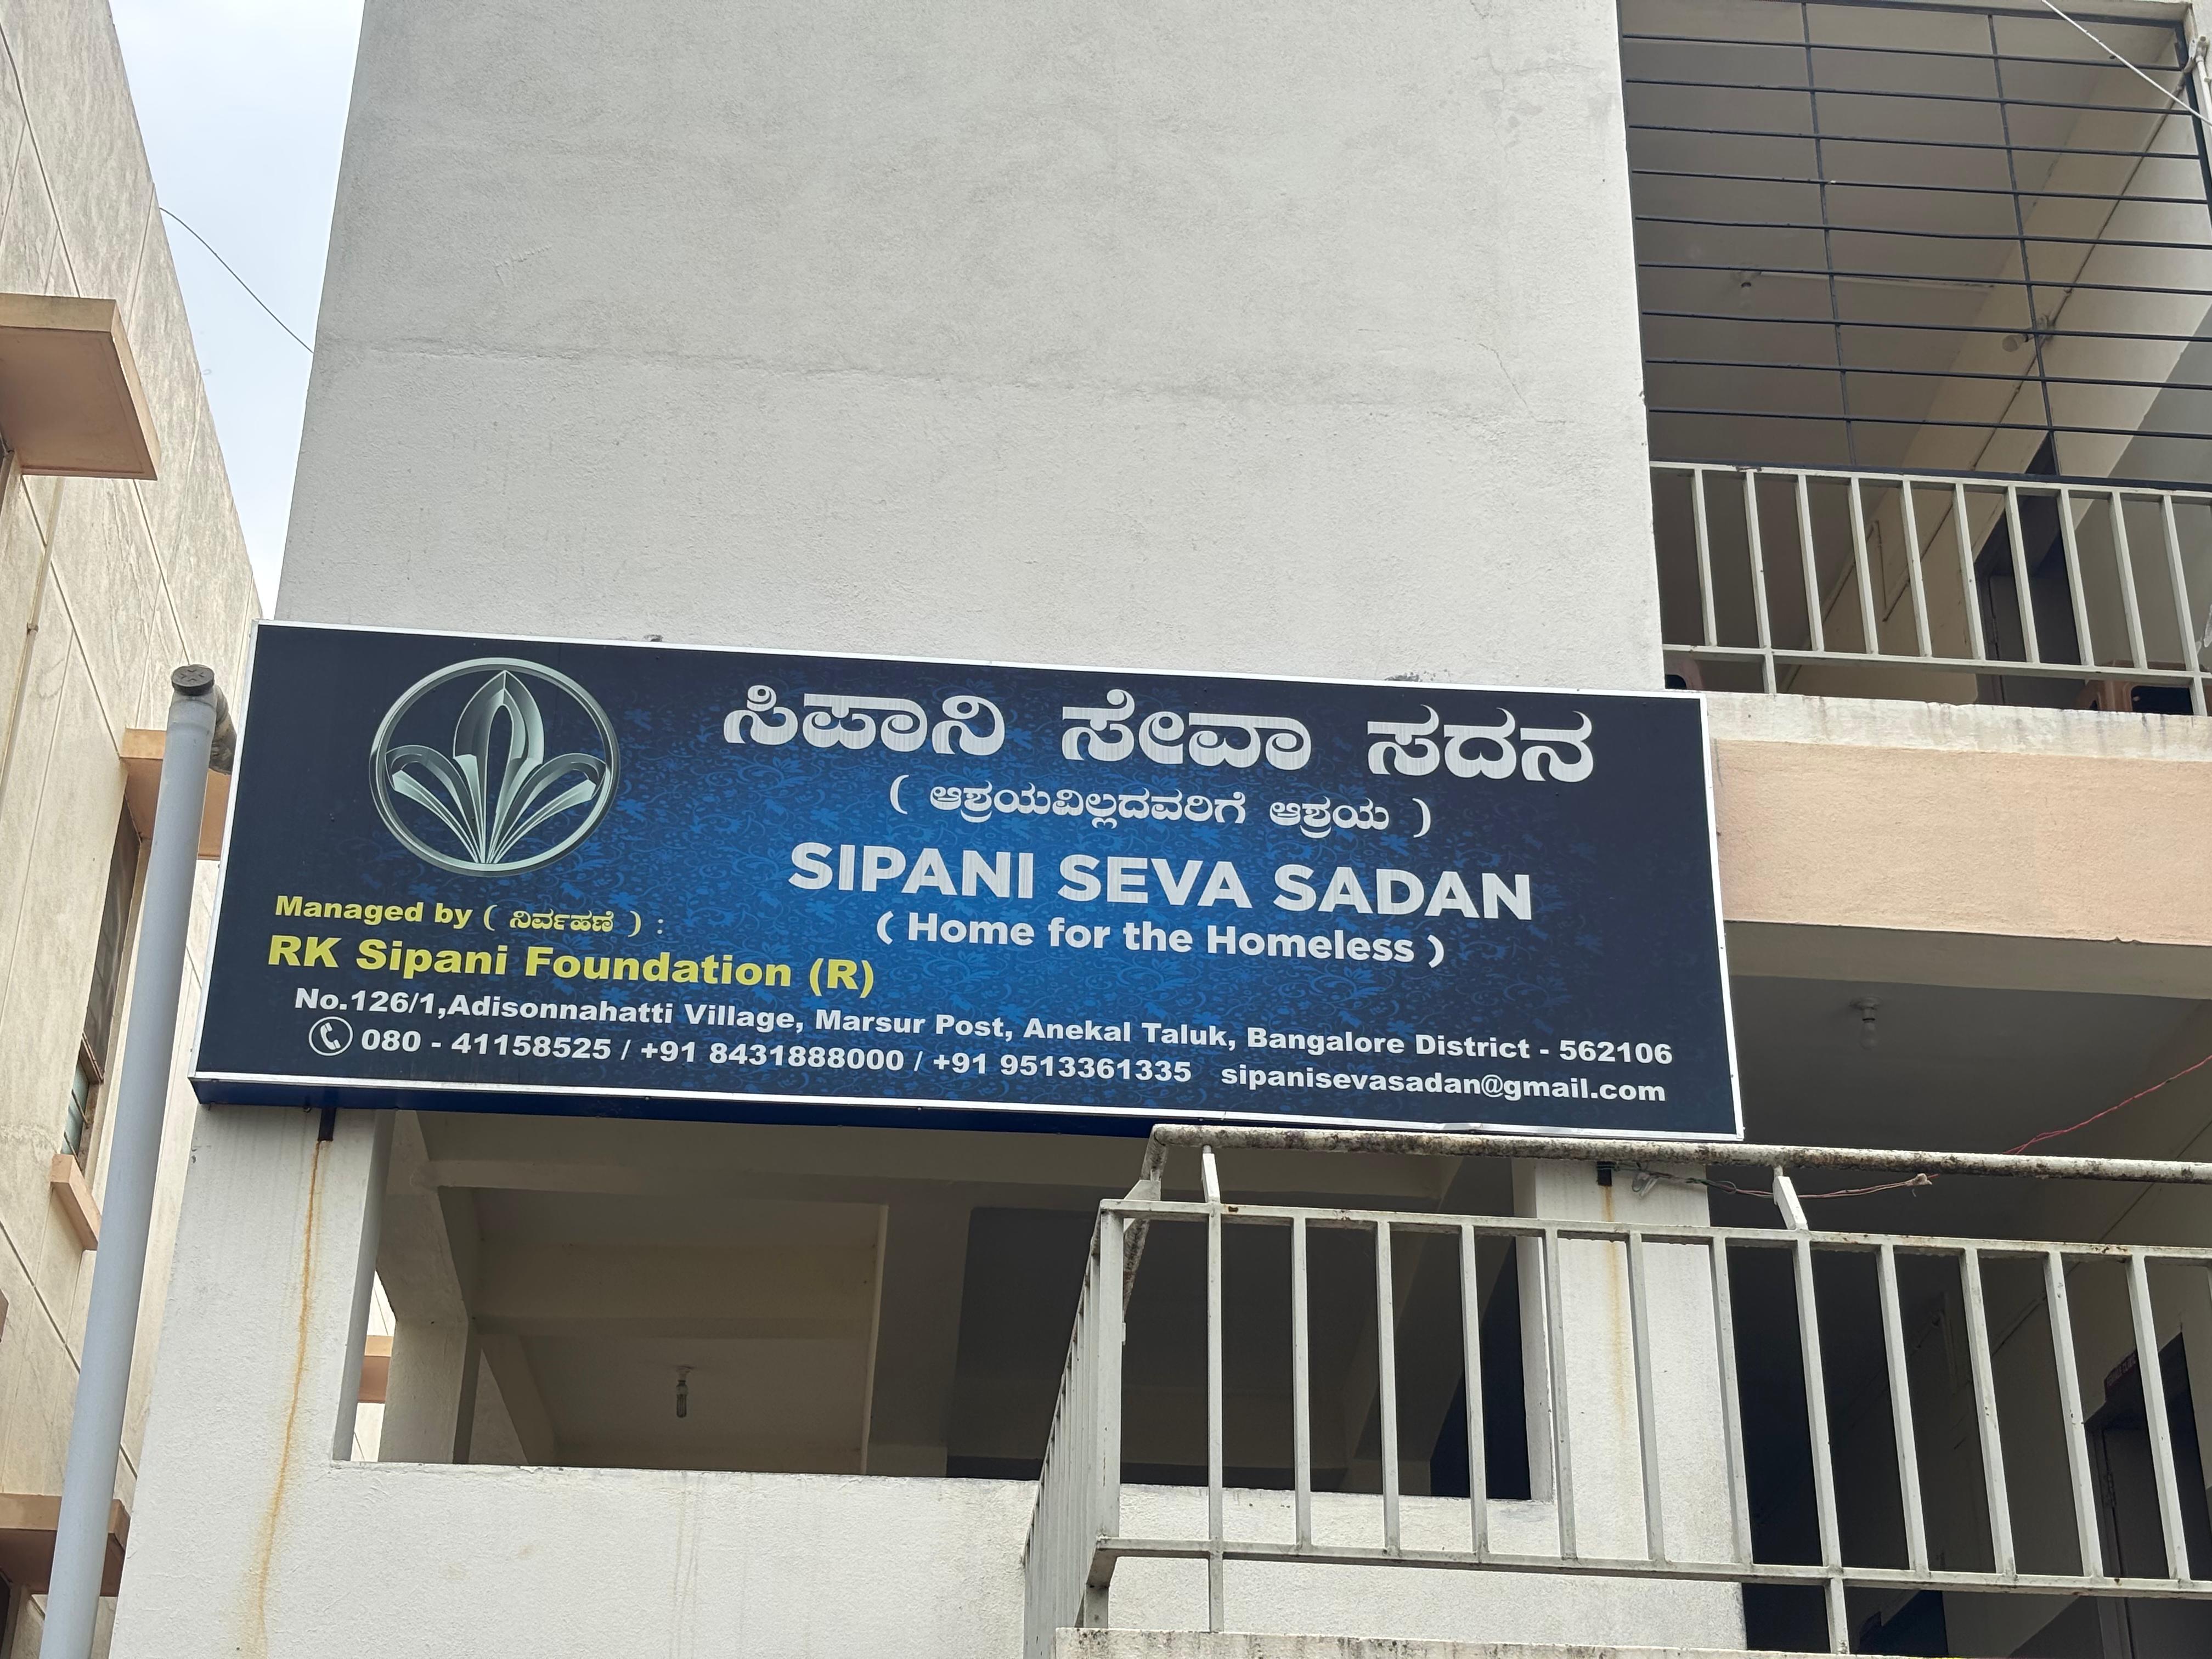 ಸಿಪಾನಿ ಸೇವಾ ಸದನ
( ಆಶ್ರಯವಿಲ್ಲದವರಿಗೆ ಆಶ್ರಯ )
SIPANI SEVA SADAN
( Home for the Homeless )
Managed by ( ನಿರ್ವಹಣೆ ) :
RK Sipani Foundation (R)
No.126/1,Adisonnahatti Village, Marsur Post, Anekal Taluk, Bangalore District - 562106
080 - 41158525 / +91 8431888000 / +91 9513361335 sipanisevasadan@gmail.com